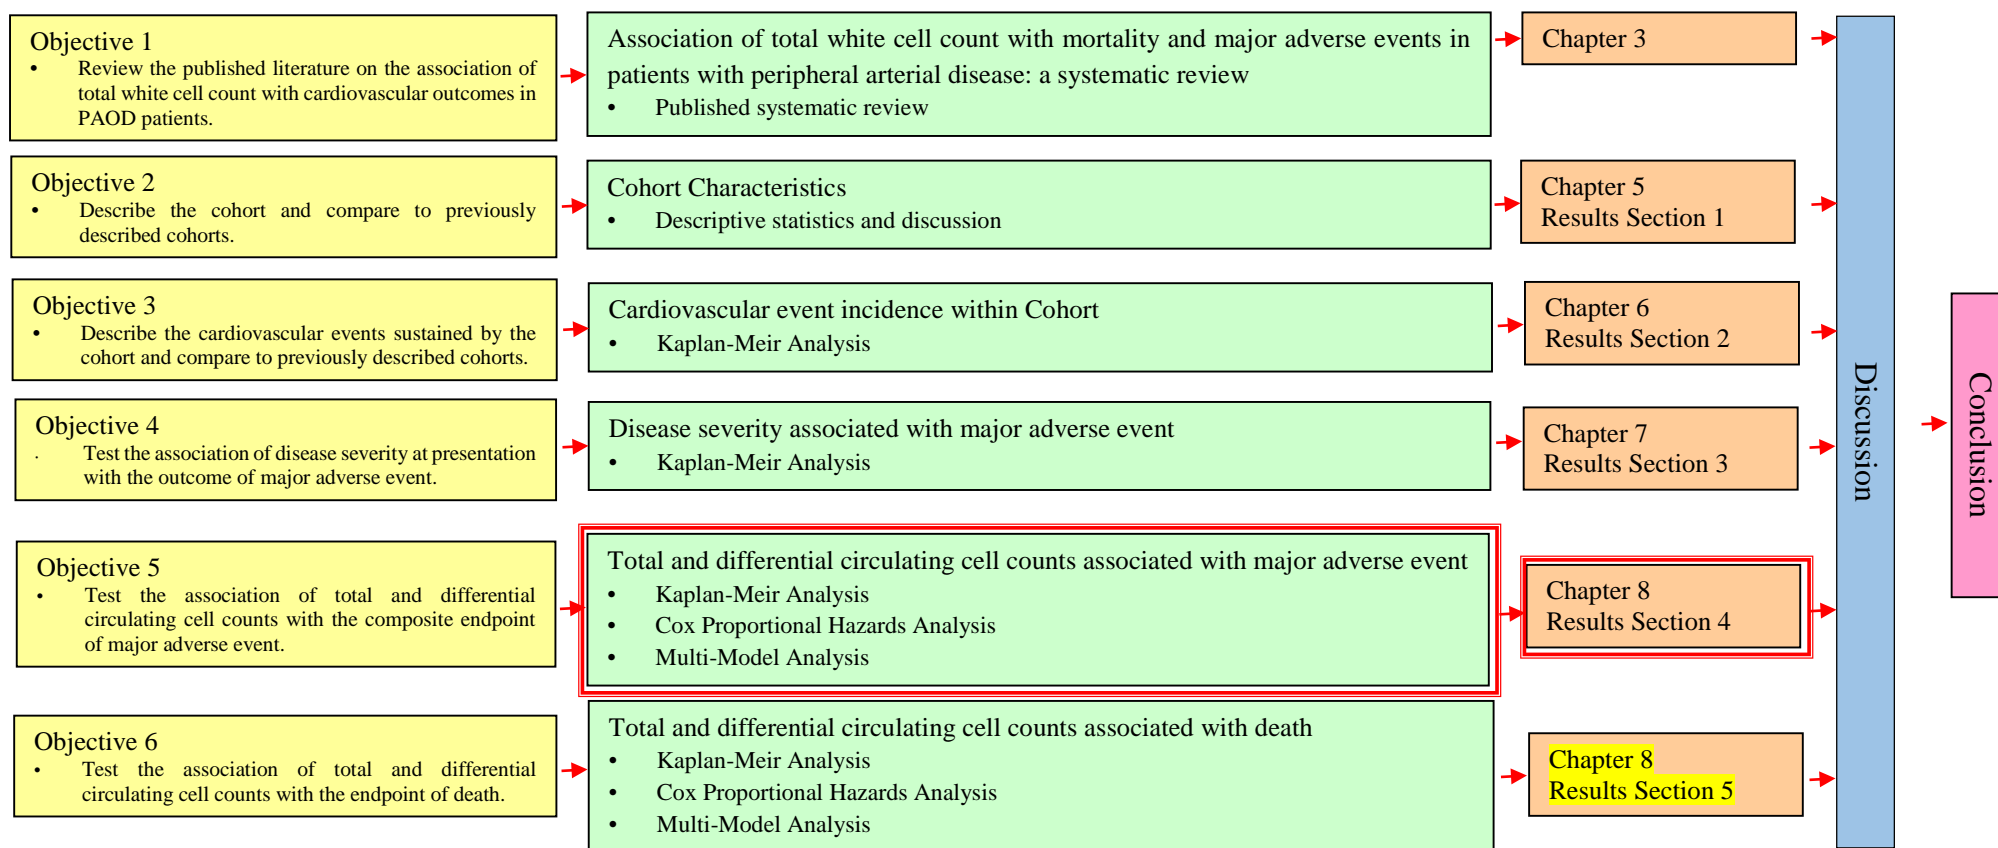 Objective 1
• Review the published literature on the association of
total white cell count with cardiovascular outcomes in
PAOD patients.
Association of total white cell count with mortality and major adverse events in
patients with peripheral arterial disease: a systematic review
• Published systematic review
Chapter 3
Objective 2
• Describe the cohort and compare to previously
described cohorts.
Cohort Characteristics
• Descriptive statistics and discussion
Chapter 5
Results Section 1
Objective 3
• Describe the cardiovascular events sustained by the
cohort and compare to previously described cohorts.
Cardiovascular event incidence within Cohort
• Kaplan-Meir Analysis
Chapter 6
Results Section 2
Objective 4
. Test the association of disease severity at presentation
with the outcome of major adverse event.
Disease severity associated with major adverse event
• Kaplan-Meir Analysis
Chapter 7
Results Section 3
Objective 5
• Test the association of total and differential
circulating cell counts with the composite endpoint
of major adverse event.
Total and differential circulating cell counts associated with major adverse event
• Kaplan-Meir Analysis
• Cox Proportional Hazards Analysis
• Multi-Model Analysis
Chapter 8
Results Section 4
Objective 6
• Test the association of total and differential
circulating cell counts with the endpoint of death.
Total and differential circulating cell counts associated with death
• Kaplan-Meir Analysis
• Cox Proportional Hazards Analysis
• Multi-Model Analysis
Chapter 8
Results Section 5
Discussion
Conclusion